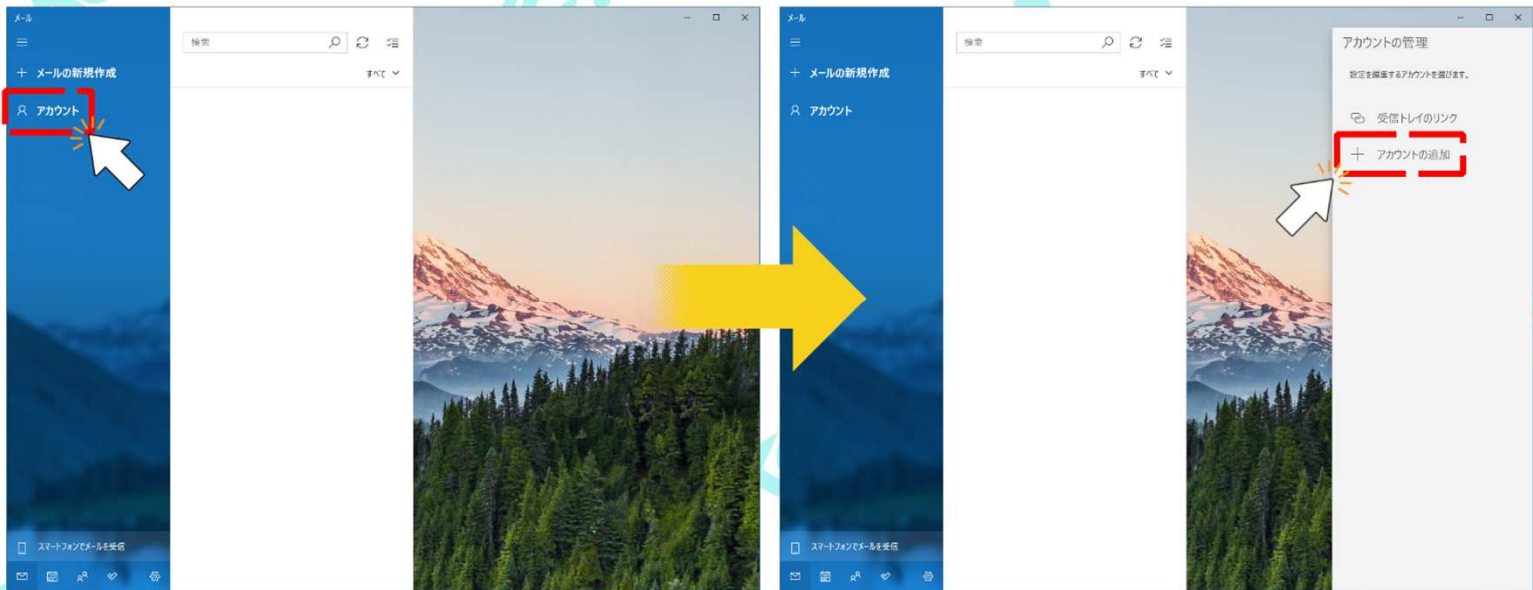 メール
検索
+ メールの新規作成
すべて
アカウント
スマートフォンでメールを受信
メール
検索
+ メールの新規作成
すべて
アカウント
スマートフォンでメールを受信
アカウントの管理
設定を編集するアカウントを選びます。
受信トレイのリンク
+ アカウントの追加